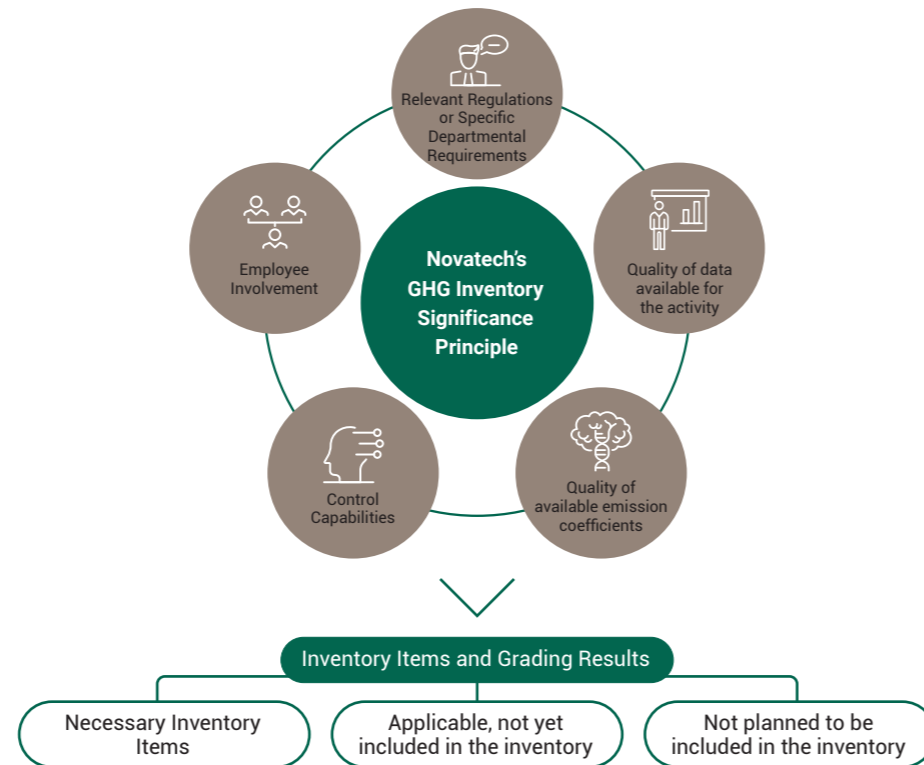 Relevant Regulations
or Specific
Departmental
Requirements
Employee
Involvement
Novatech's
GHG Inventory
Significance
Principle
Quality of data
available for
the activity
Control
Capabilities
Quality of
available emission
coefficients
Inventory Items and Grading Results
Necessary Inventory
Items
Applicable, not yet
included in the inventory
Not planned to be
included in the inventory